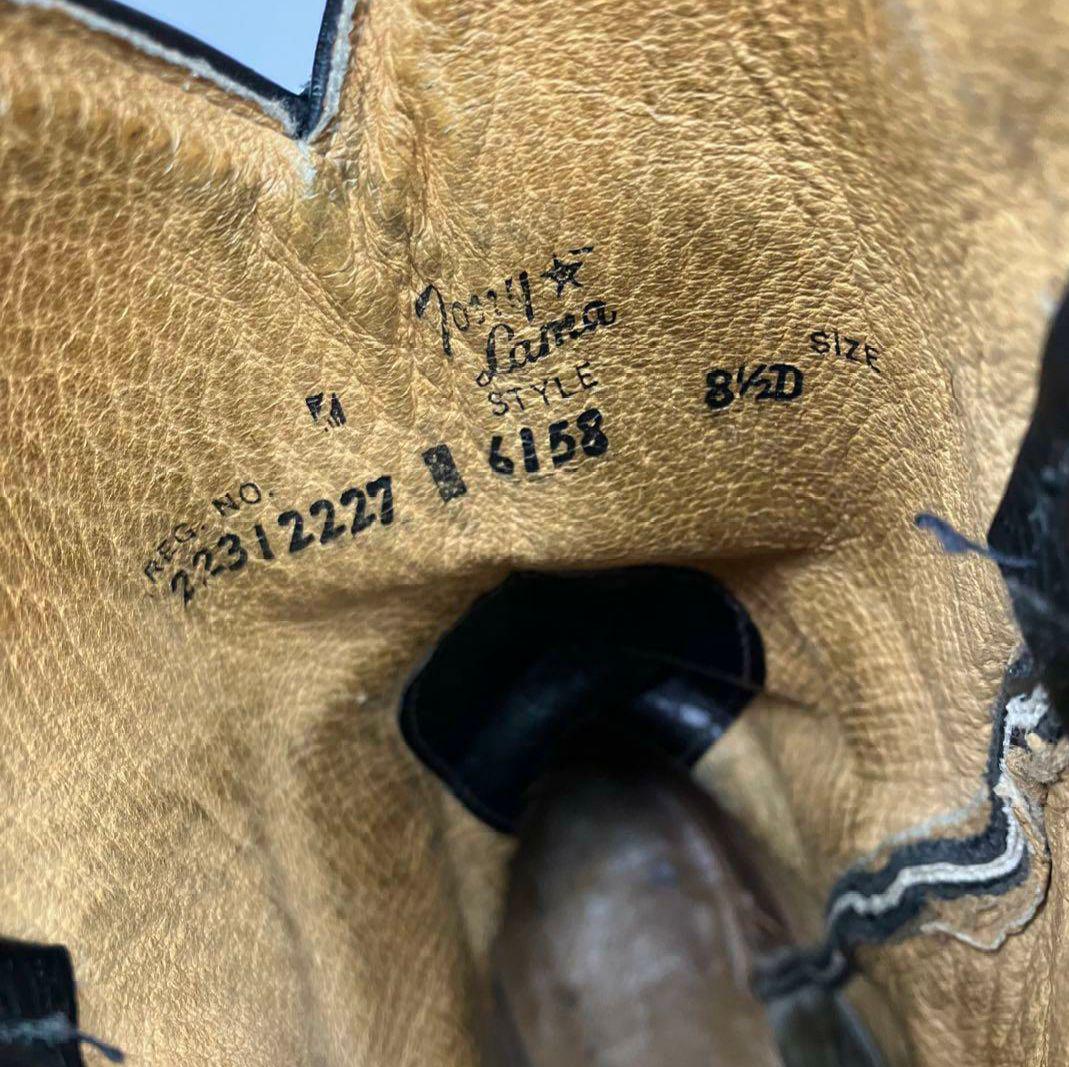 Tony
Lama
STYLE
SIZE
8½D
6158
REG. NO.
22312227